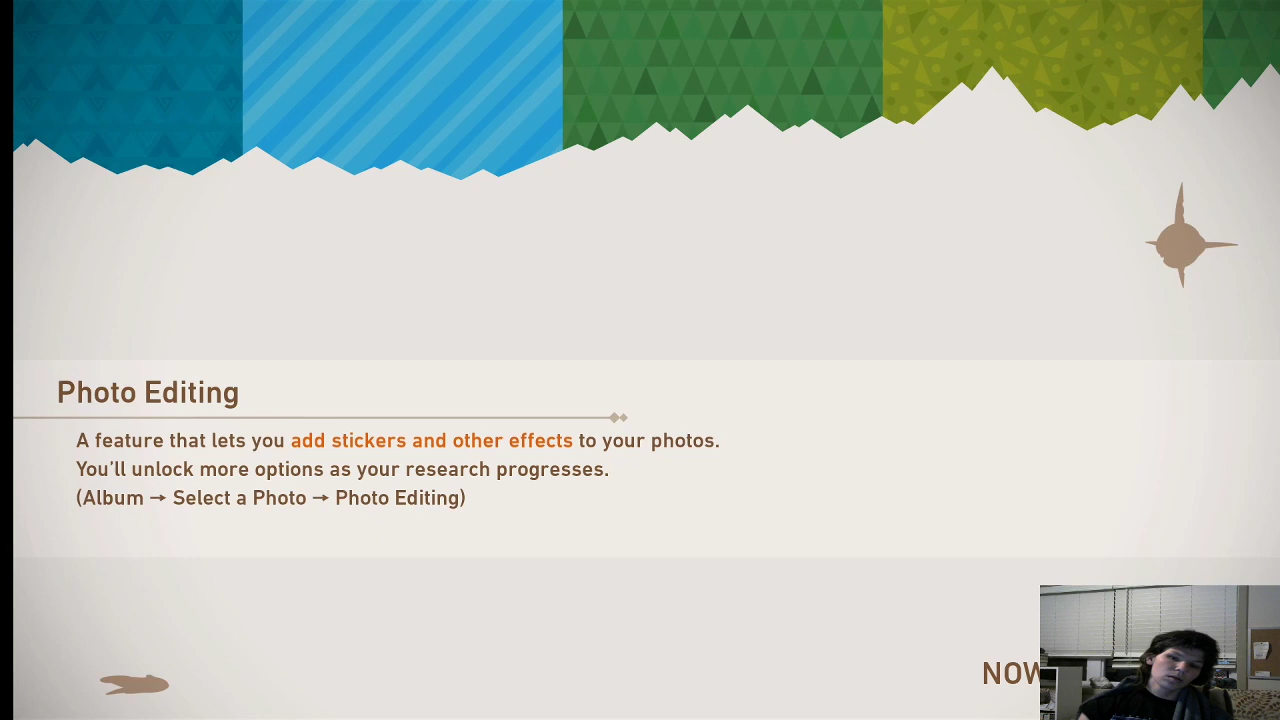 Photo Editing
A feature that lets you add stickers and other effects to your photos.
You'll unlock more options as your research progresses.
(Album → Select a Photo → Photo Editing)
NOW